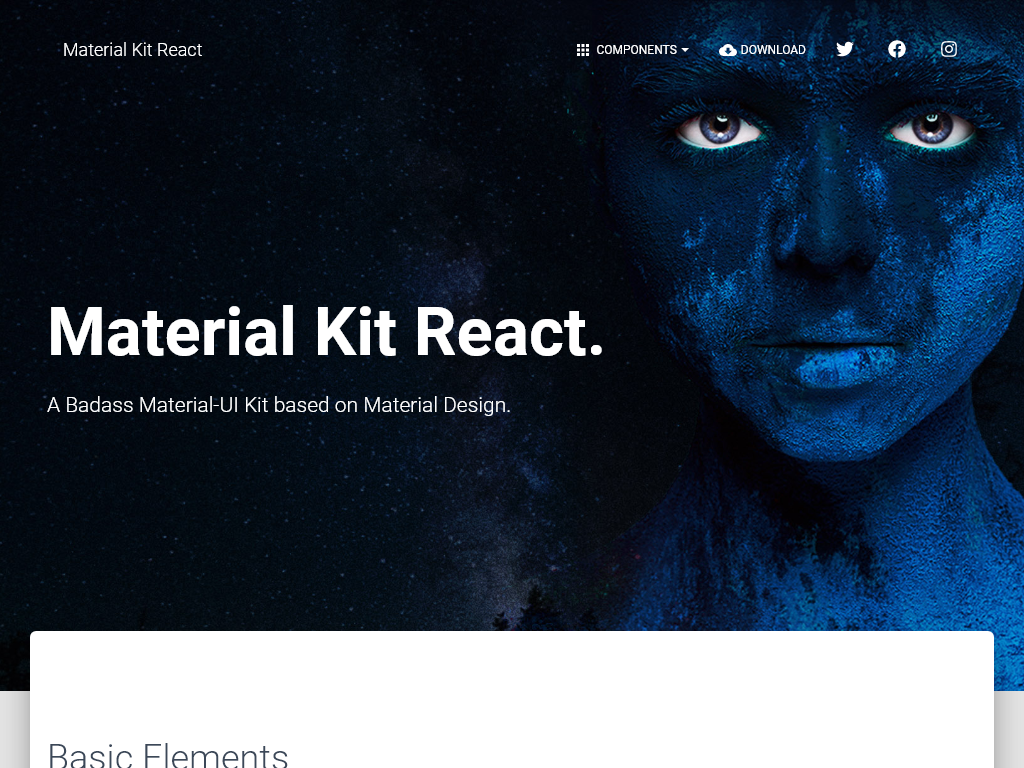 Material Kit React
COMPONENTS
DOWNLOAD
Material Kit React.
A Badass Material-UI Kit based on Material Design.
Basic Elements